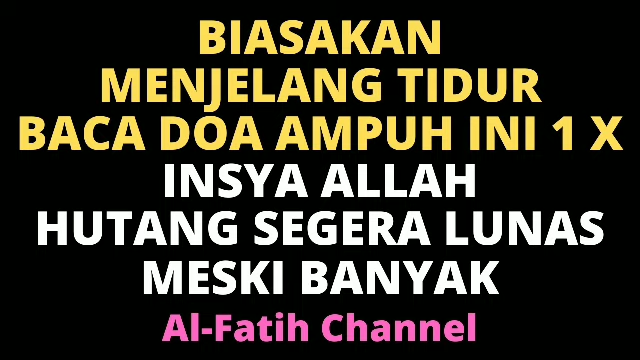 BIASAKAN
MENJELANG TIDUR
BACA DOA AMPUH INI 1 X
INSYA ALLAH
HUTANG SEGERA LUNAS
MESKI BANYAK
Al-Fatih Channel